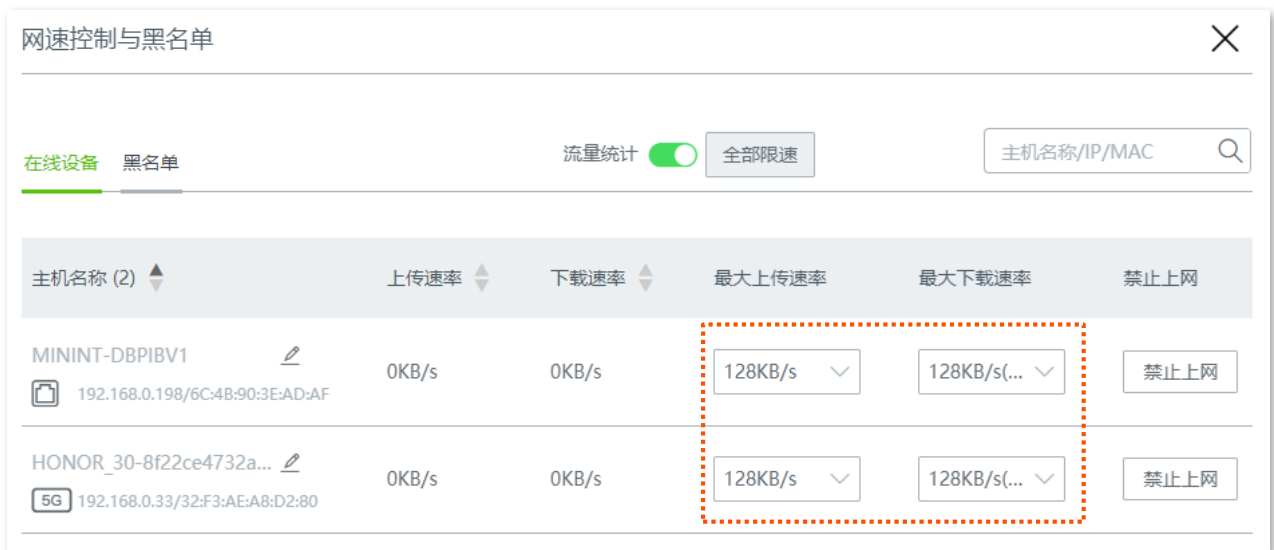 网速控制与黑名单
在线设备 黑名单 流量统计 全部限速 主机名称/IP/MAC
主机名称 (2) 上传速率 下载速率 最大上传速率 最大下载速率 禁止上网
MININT-DBPIBV1 0KB/s 0KB/s 128KB/s 128KB/s(... 禁止上网
192.168.0.198/6C:4B:90:3E:AD:AF
HONOR_30-8f22ce4732a... 0KB/s 0KB/s 128KB/s 128KB/s(... 禁止上网
5G 192.168.0.33/32:F3:AE:A8:D2:80